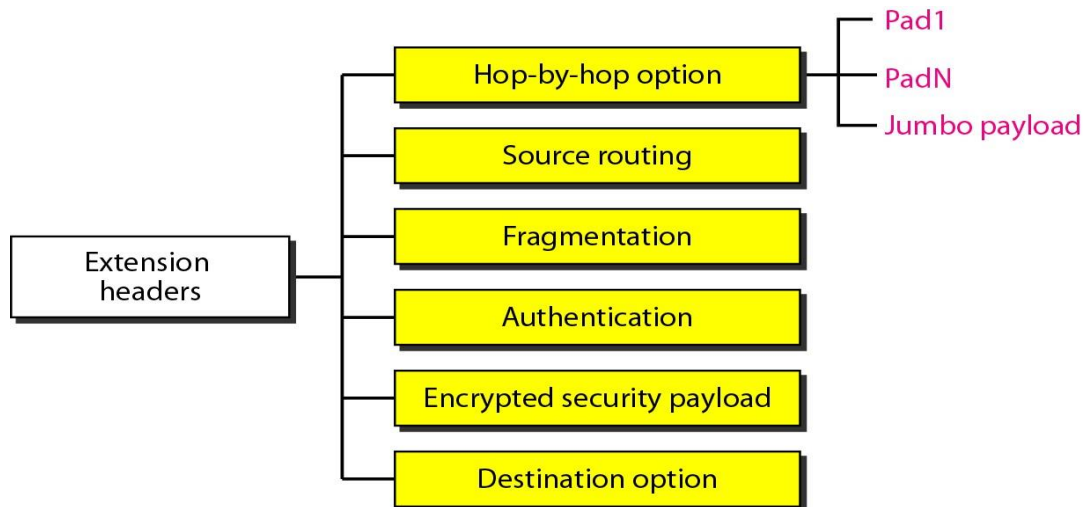 Extension
headers
Hop-by-hop option
Pad1
PadN
Jumbo payload
Source routing
Fragmentation
Authentication
Encrypted security payload
Destination option